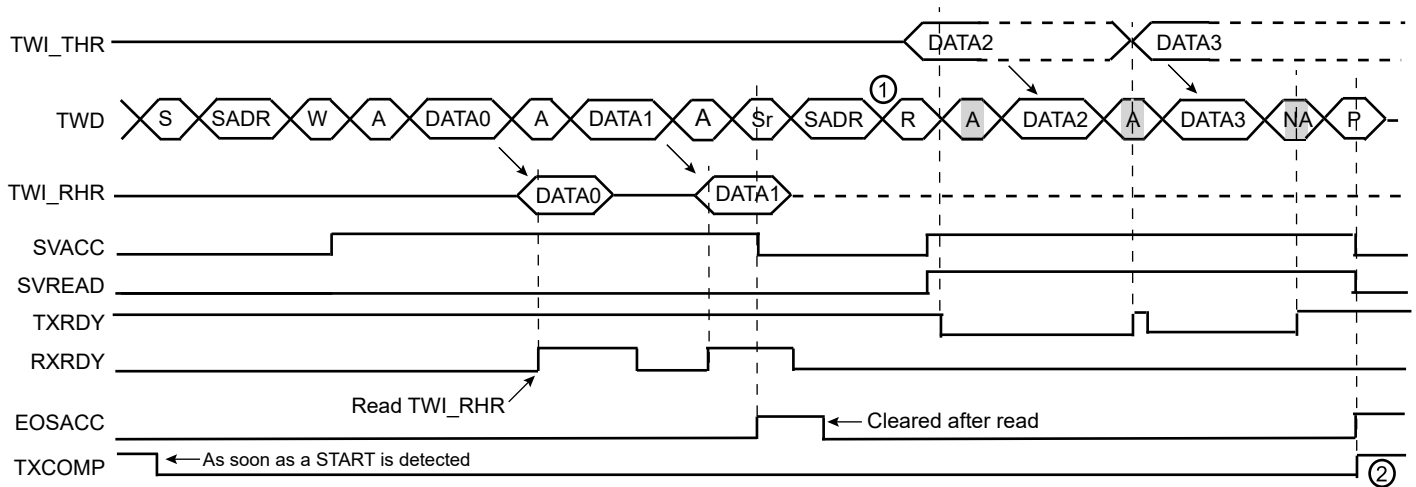 TWI_THR DATA2 DATA3
①
TWD S SADR W A DATA0 A DATA1 A Sr SADR R A DATA2 A DATA3 NA P
TWI_RHR DATA0 DATA1
SVACC
SVREAD
TXRDY
RXRDY
Read TWI_RHR
EOSACC Cleared after read
TXCOMP As soon as a START is detected ②